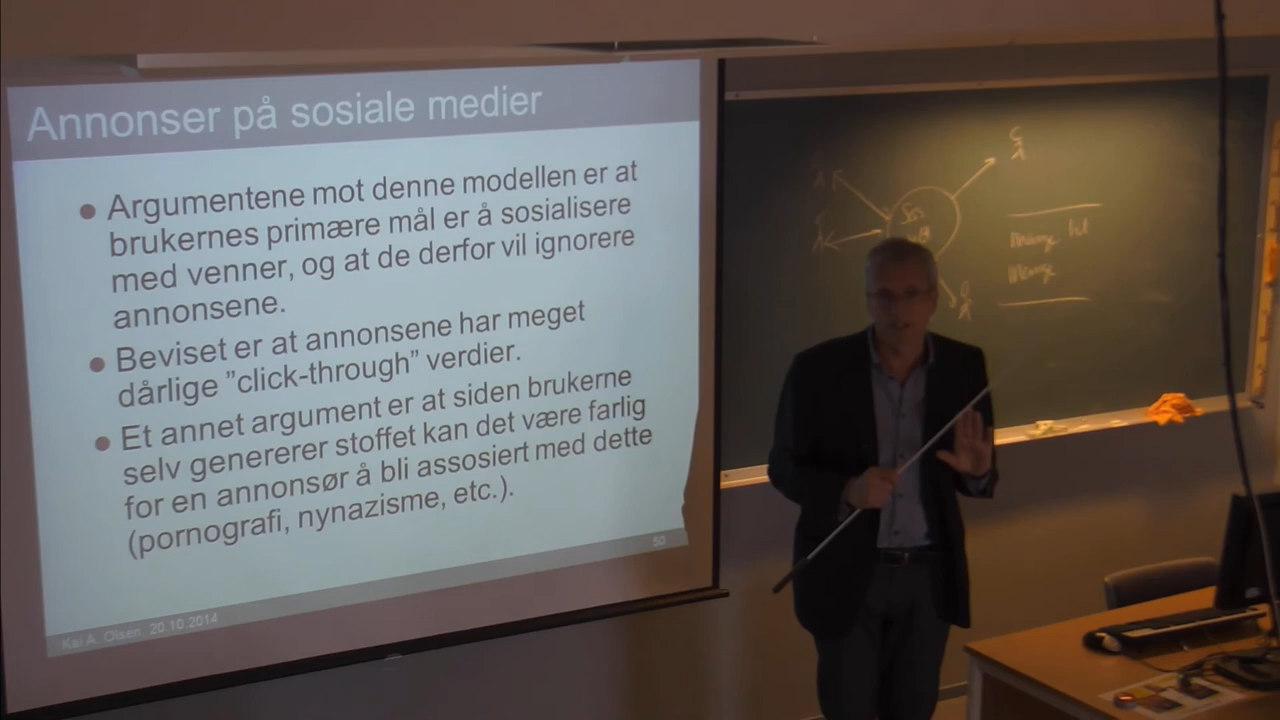 Annonser på sosiale medier
Argumentene mot denne modellen er at
brukernes primære mål er å sosialisere
med venner, og at de derfor vil ignorere
annonsene.
Beviset er at annonsene har meget
dårlige ”click-through” verdier.
Et annet argument er at siden brukerne
selv genererer stoffet kan det være farlig
for en annonsør å bli assosiert med dette
(pornografi, nynazisme, etc.).
50
Kai A. Olsen, 20.10.2014